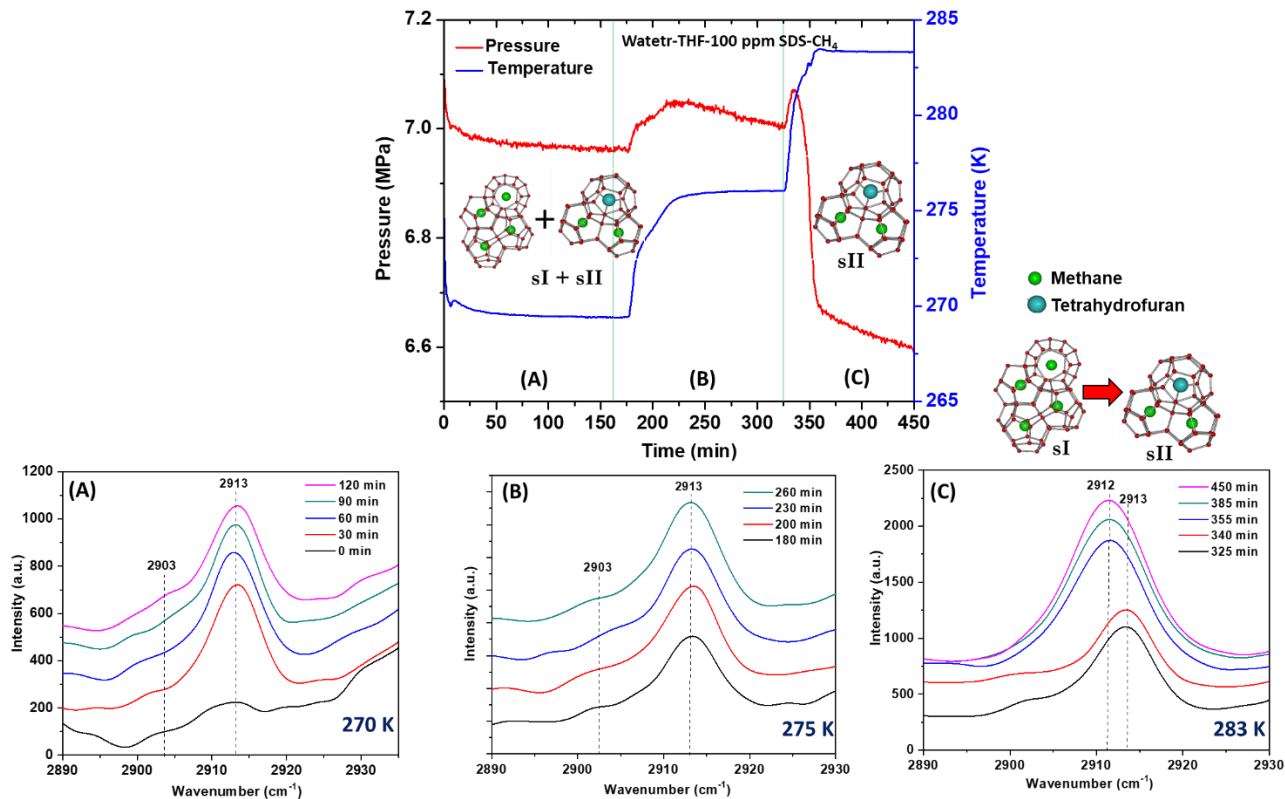 Watetr-THF-100 ppm SDS-CH4
Pressure
Temperature
Pressure (MPa)
7.2
7.0
6.8
6.6
Temperature (K)
285
280
275
270
265
sI + sII
sII
(A)
(B)
(C)
0 50 100 150 200 250 300 350 400 450
Time (min)
Methane
Tetrahydrofuran
sI
sII
(A)
2913
2903
120 min
90 min
60 min
30 min
0 min
270 K
Intensity (a.u.)
1200
1000
800
600
400
200
0
2890 2900 2910 2920 2930
Wavenumber (cm-1)
(B)
2913
2903
260 min
230 min
200 min
180 min
275 K
Intensity (a.u.)
2890 2900 2910 2920 2930
Wavenumber (cm-1)
(C)
2912
2913
450 min
385 min
355 min
340 min
325 min
283 K
Intensity (a.u.)
2500
2000
1500
1000
500
0
2890 2900 2910 2920 2930
Wavenumber (cm-1)